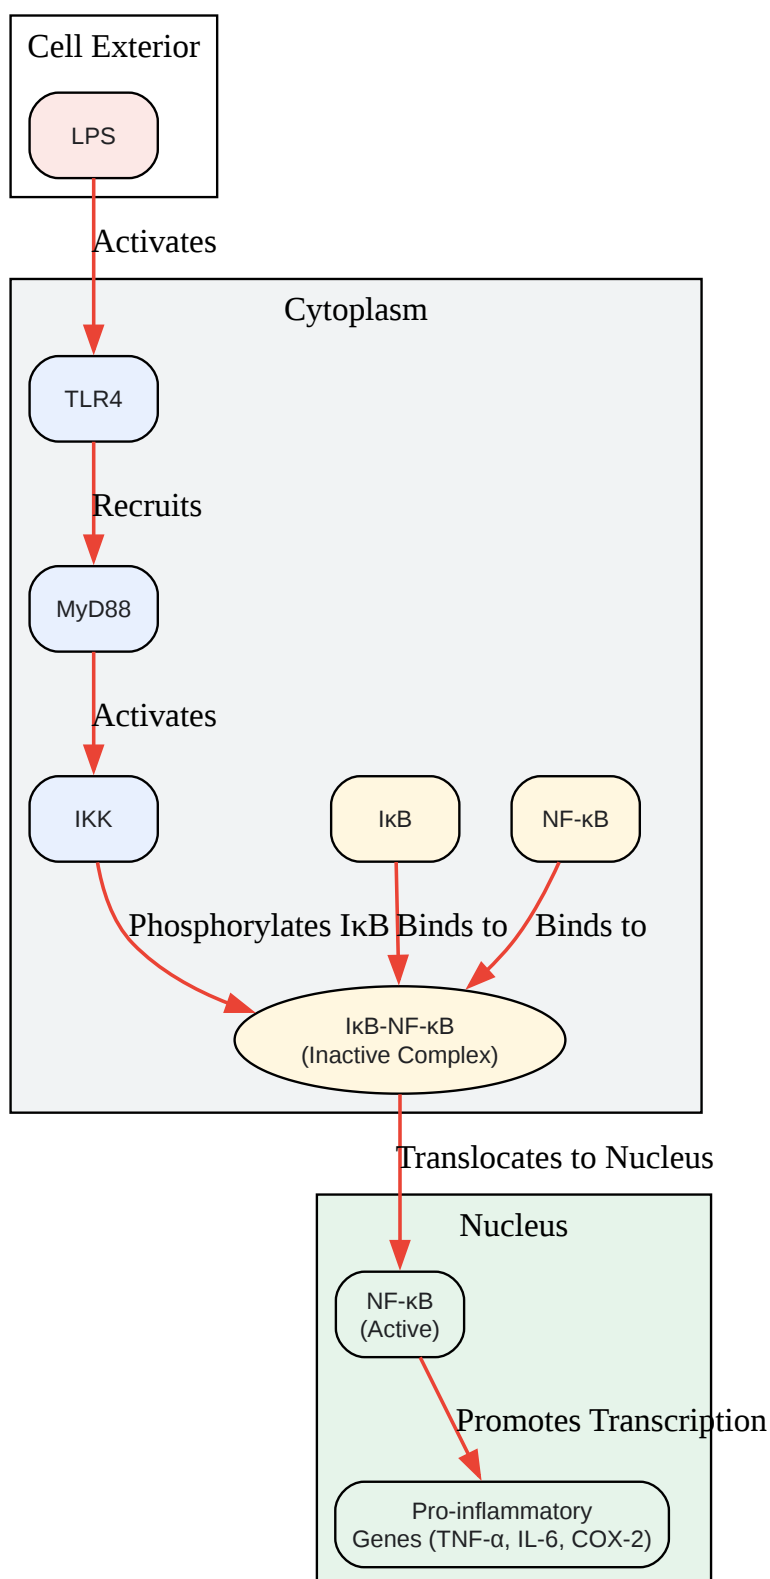 Cell Exterior
LPS
Activates
Cytoplasm
TLR4
Recruits
MyD88
Activates
IKK
IκB
NF-κB
Phosphorylates IκB
Binds to
Binds to
IκB-NF-κB
(Inactive Complex)
Translocates to Nucleus
Nucleus
NF-κB
(Active)
Promotes Transcription
Pro-inflammatory
Genes (TNF-α, IL-6, COX-2)